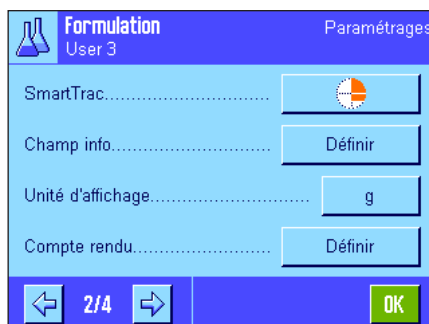 Formulation
Paramétrages
User 3
SmartTrac...........................
Champ info..........................
Définir
Unité d'affichage..........................
g
Compte rendu.......................
Définir
2/4
OK